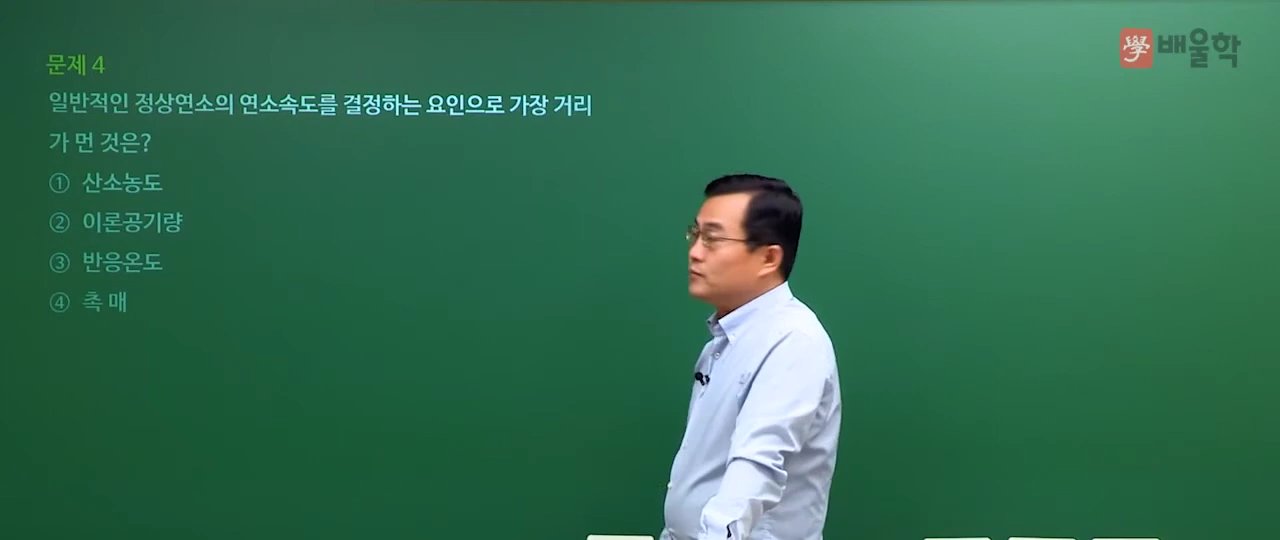 學 배울학
문제 4
일반적인 정상연소의 연소속도를 결정하는 요인으로 가장 거리
가 먼 것은?
① 산소농도
② 이론공기량
③ 반응온도
④ 촉 매